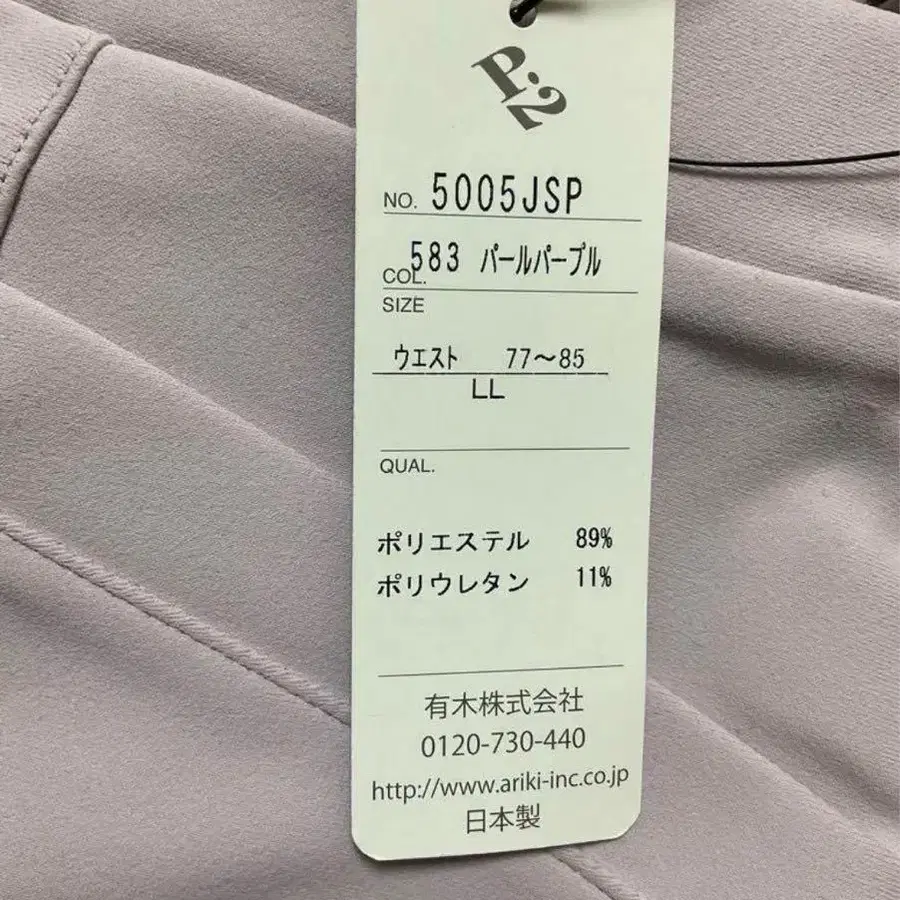 P.2
NO. 5005JSP
COL. 583 パールパープル
SIZE
ウエスト 77～85
LL
QUAL.
ポリエステル 89%
ポリウレタン 11%
有木株式会社
0120-730-440
http://www.ariki-inc.co.jp
日本製